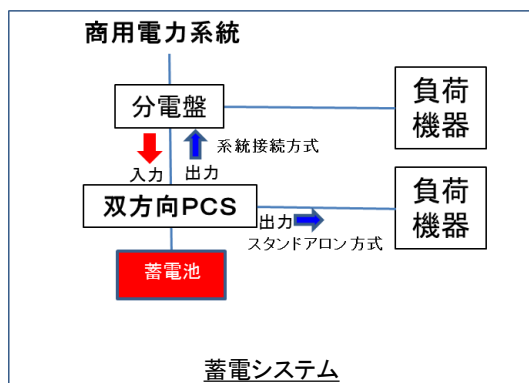 商用電力系統
分電盤
負荷
機器
系統接続方式
入力
出力
双方向PCS
出力
スタンドアロン方式
負荷
機器
蓄電池
蓄電システム